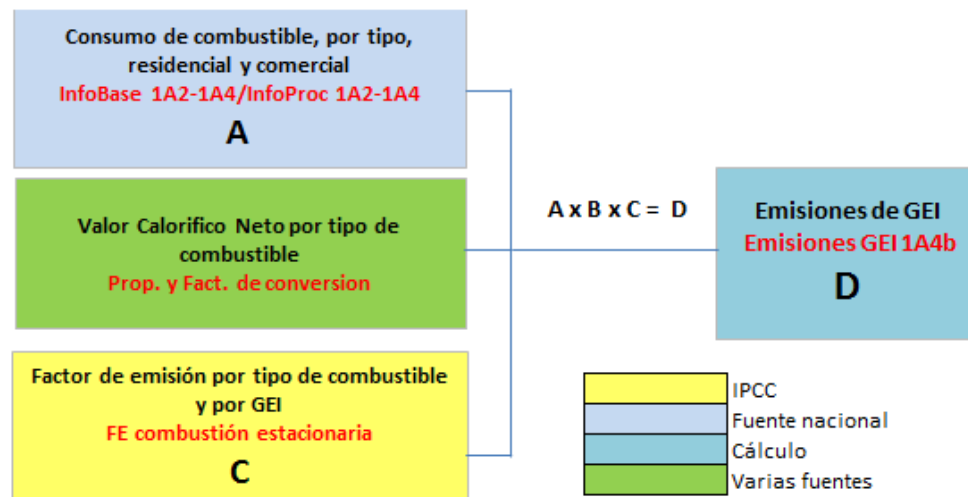 Consumo de combustible, por tipo,
residencial y comercial
InfoBase 1A2-1A4/InfoProc 1A2-1A4
A
Valor Calorifico Neto por tipo de
combustible
Prop. y Fact. de conversion
Factor de emisión por tipo de combustible
y por GEI
FE combustión estacionaria
C
A x B x C = D
Emisiones de GEI
Emisiones GEI 1A4b
D
IPCC
Fuente nacional
Cálculo
Varias fuentes